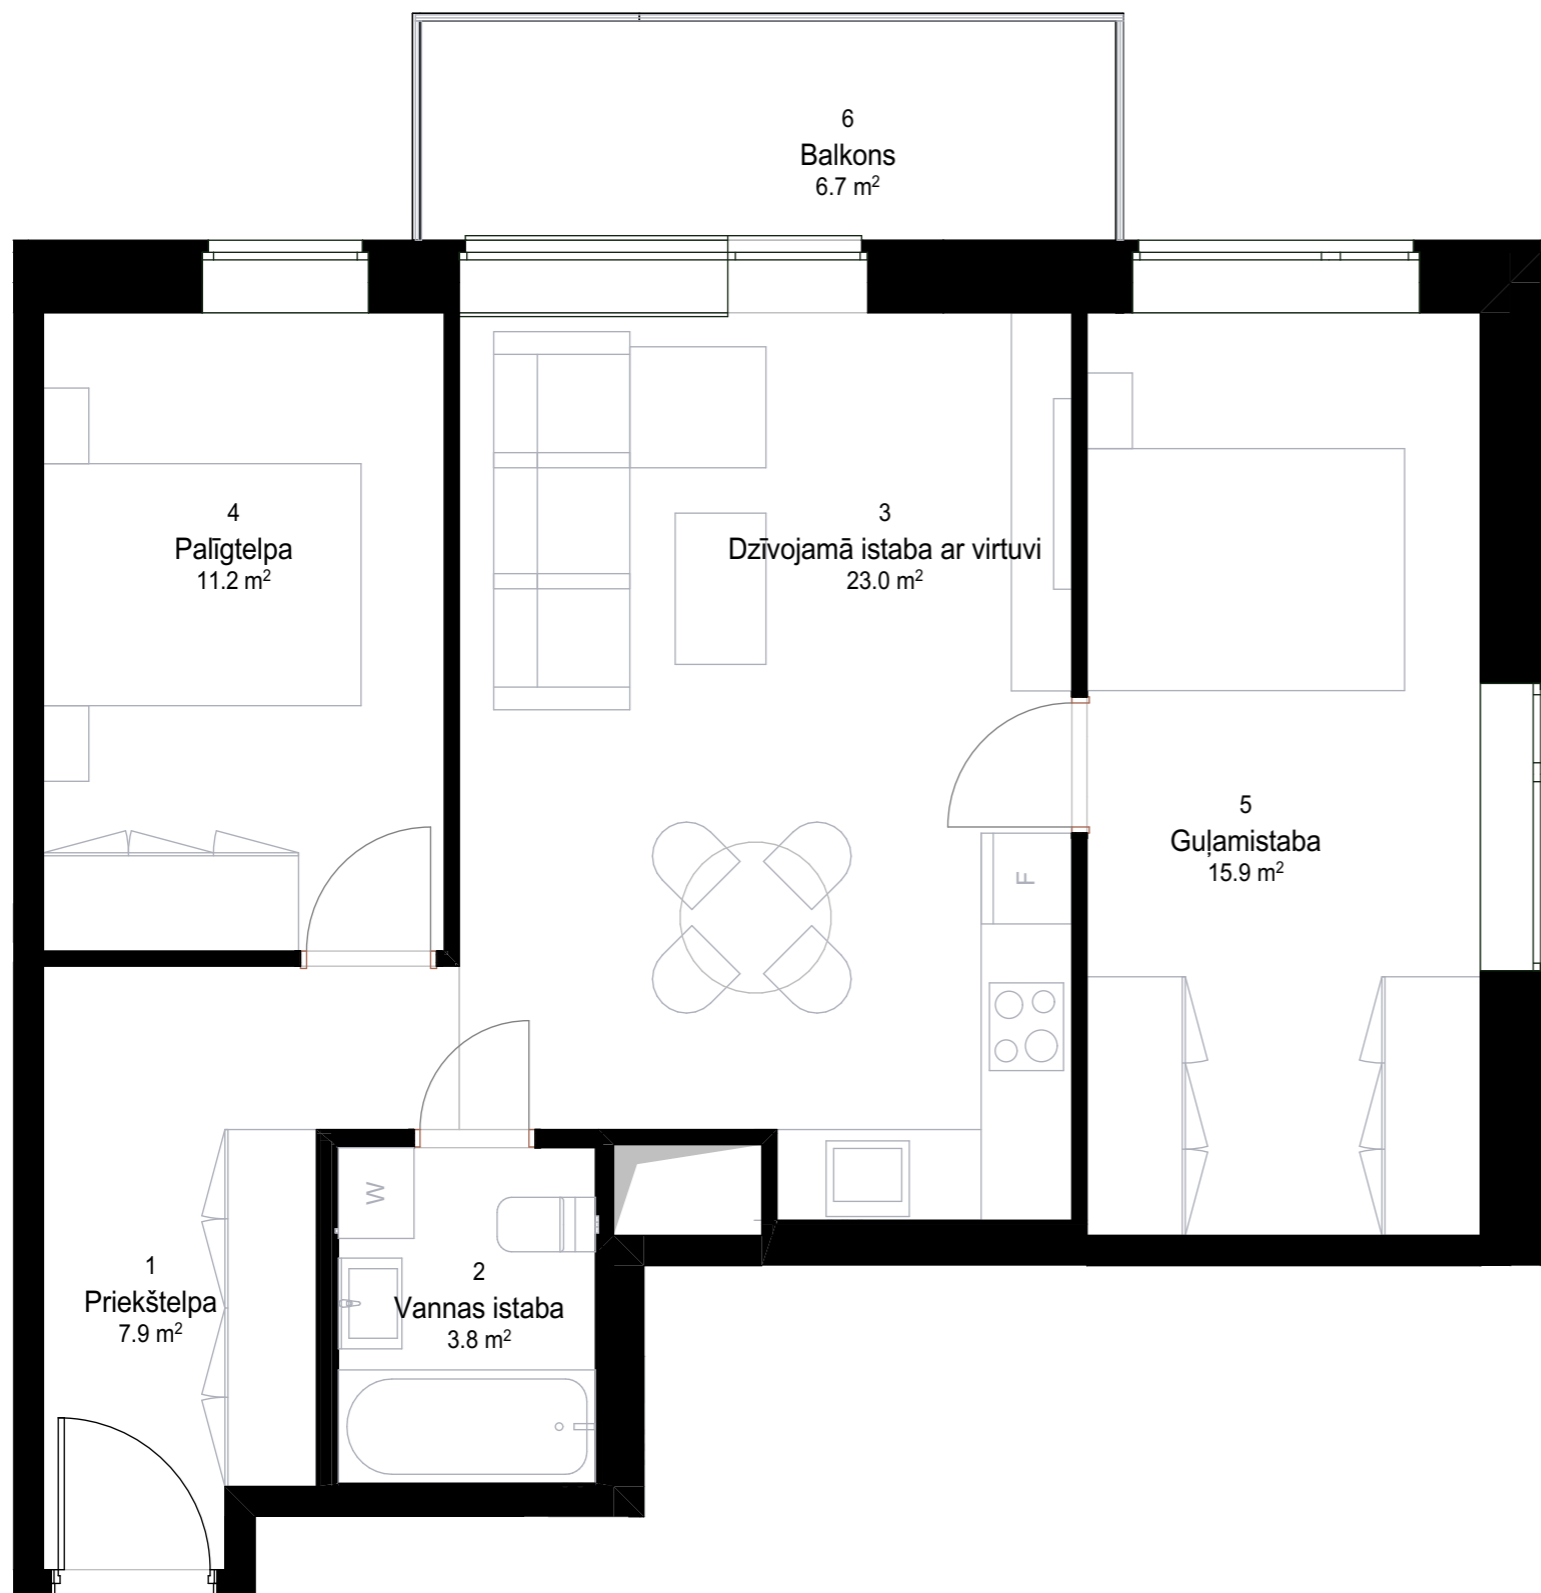 6
Balkons
6.7 m²
4
Palīgtelpa
11.2 m²
3
Dzīvojamā istaba ar virtuvi
23.0 m²
5
Guļamistaba
15.9 m²
F
W
1
Priekštelpa
7.9 m²
2
Vannas istaba
3.8 m²